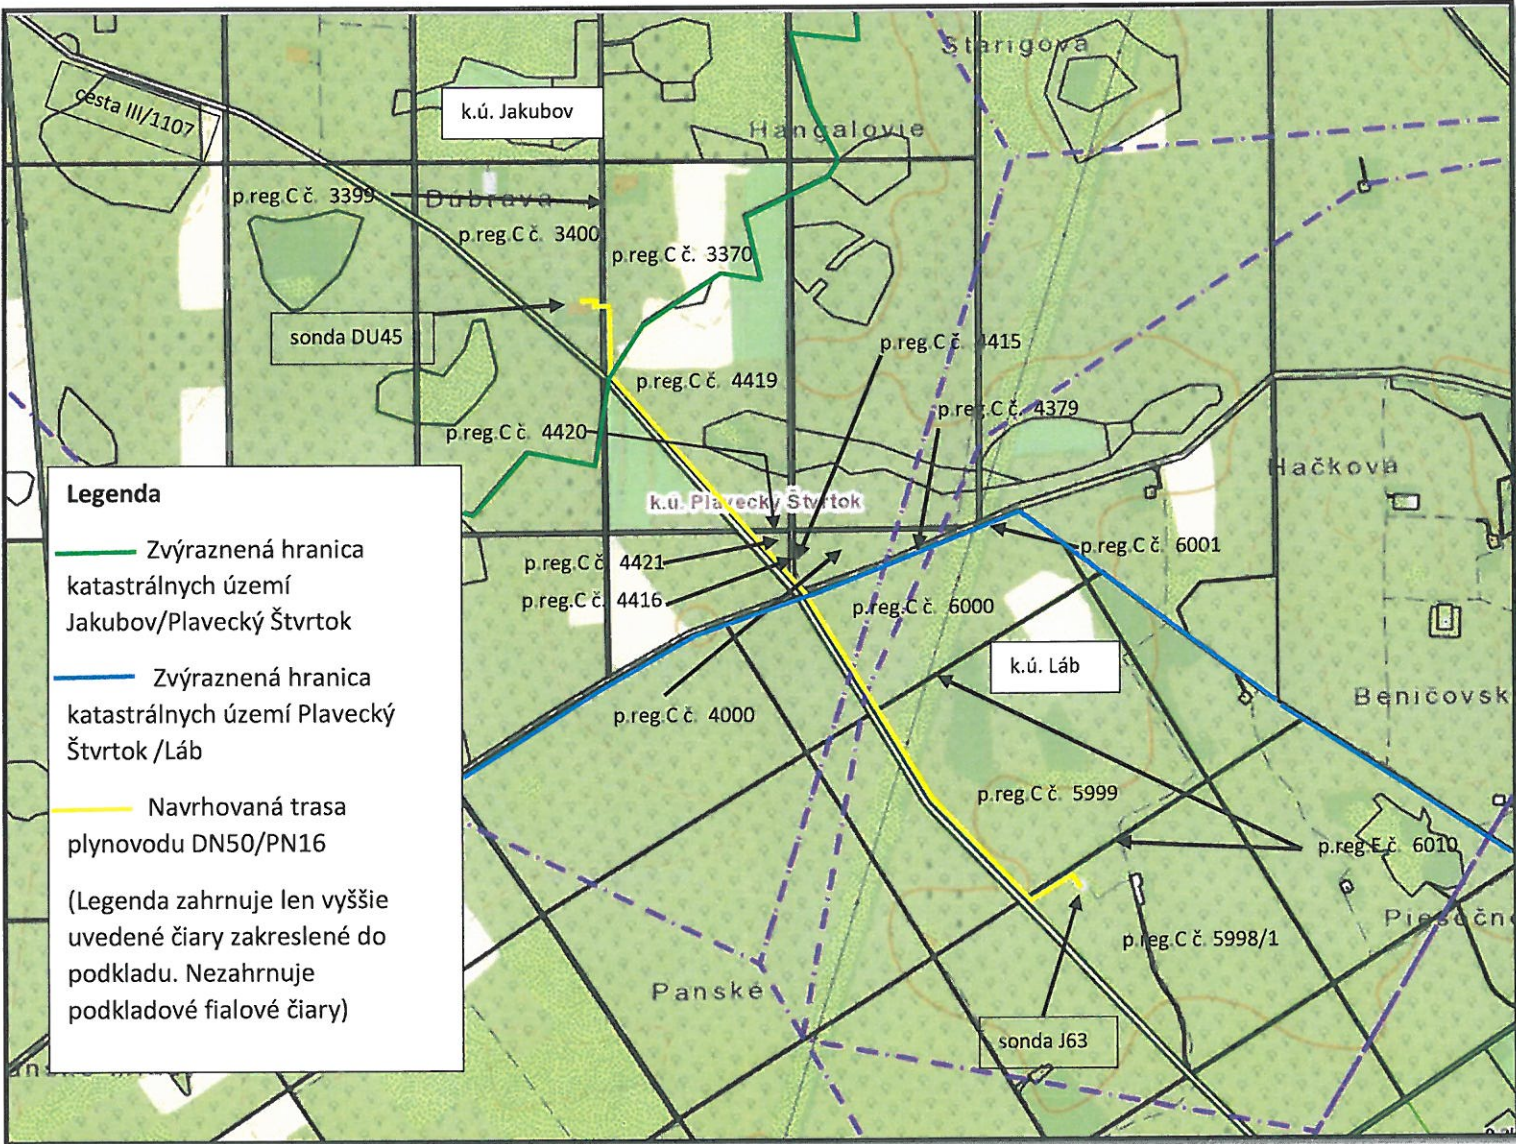 Starigová
cesta III/1107
k.ú. Jakubov
Hangalovie
p.reg.C č. 3399
Dúbrava
p.reg.C č. 3400
p.reg.C č. 3370
sonda DU45
p.reg.C č. 4415
p.reg.C č. 4419
p.reg.C č. 4379
p.reg.C č. 4420
Hačková
k.ú. Plavecký Štvrtok
p.reg.C č. 4421
p.reg.C č. 6001
p.reg.C č. 4416
p.reg.C č. 6000
k.ú. Láb
Beničovsk
p.reg.C č. 4000
p.reg.C č. 5999
p.reg.E č. 6010
Piesočn
p.reg.C č. 5998/1
Panské
sonda J63
Legenda
Zvýraznená hranica
katastrálnych území
Jakubov/Plavecký Štvrtok
Zvýraznená hranica
katastrálnych území Plavecký
Štvrtok /Láb
Navrhovaná trasa
plynovodu DN50/PN16
(Legenda zahrnuje len vyššie
uvedené čiary zakreslené do
podkladu. Nezahrnuje
podkladové fialové čiary)